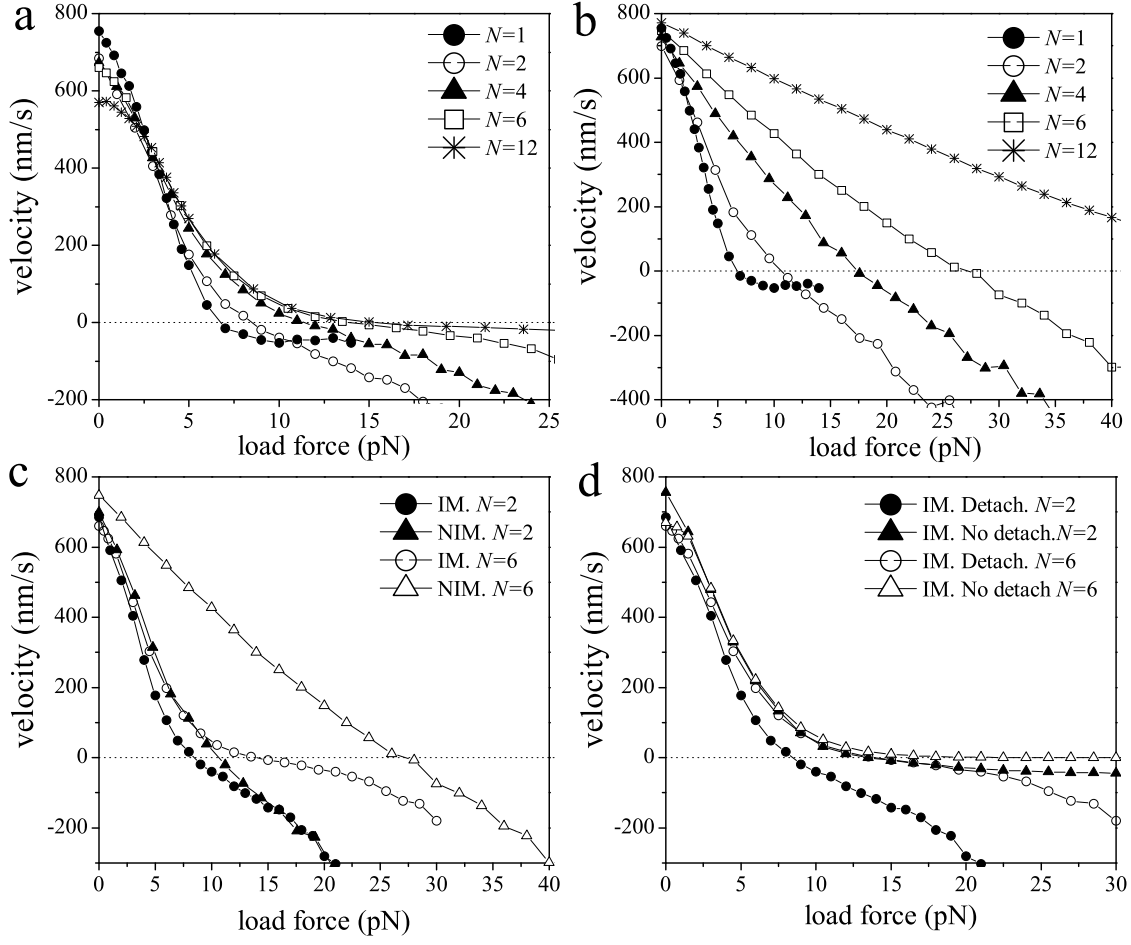 a
800
600
400
200
0
-200
0
5
10
15
20
25
velocity (nm/s)
load force (pN)
N=1
N=2
N=4
N=6
N=12
b
800
600
400
200
0
-200
-400
0
5
10
15
20
25
30
35
40
velocity (nm/s)
load force (pN)
N=1
N=2
N=4
N=6
N=12
c
800
600
400
200
0
-200
0
5
10
15
20
25
30
35
40
velocity (nm/s)
load force (pN)
IM. N=2
NIM. N=2
IM. N=6
NIM. N=6
d
800
600
400
200
0
-200
0
5
10
15
20
25
30
velocity (nm/s)
load force (pN)
IM. Detach. N=2
IM. No detach.N=2
IM. Detach. N=6
IM. No detach N=6